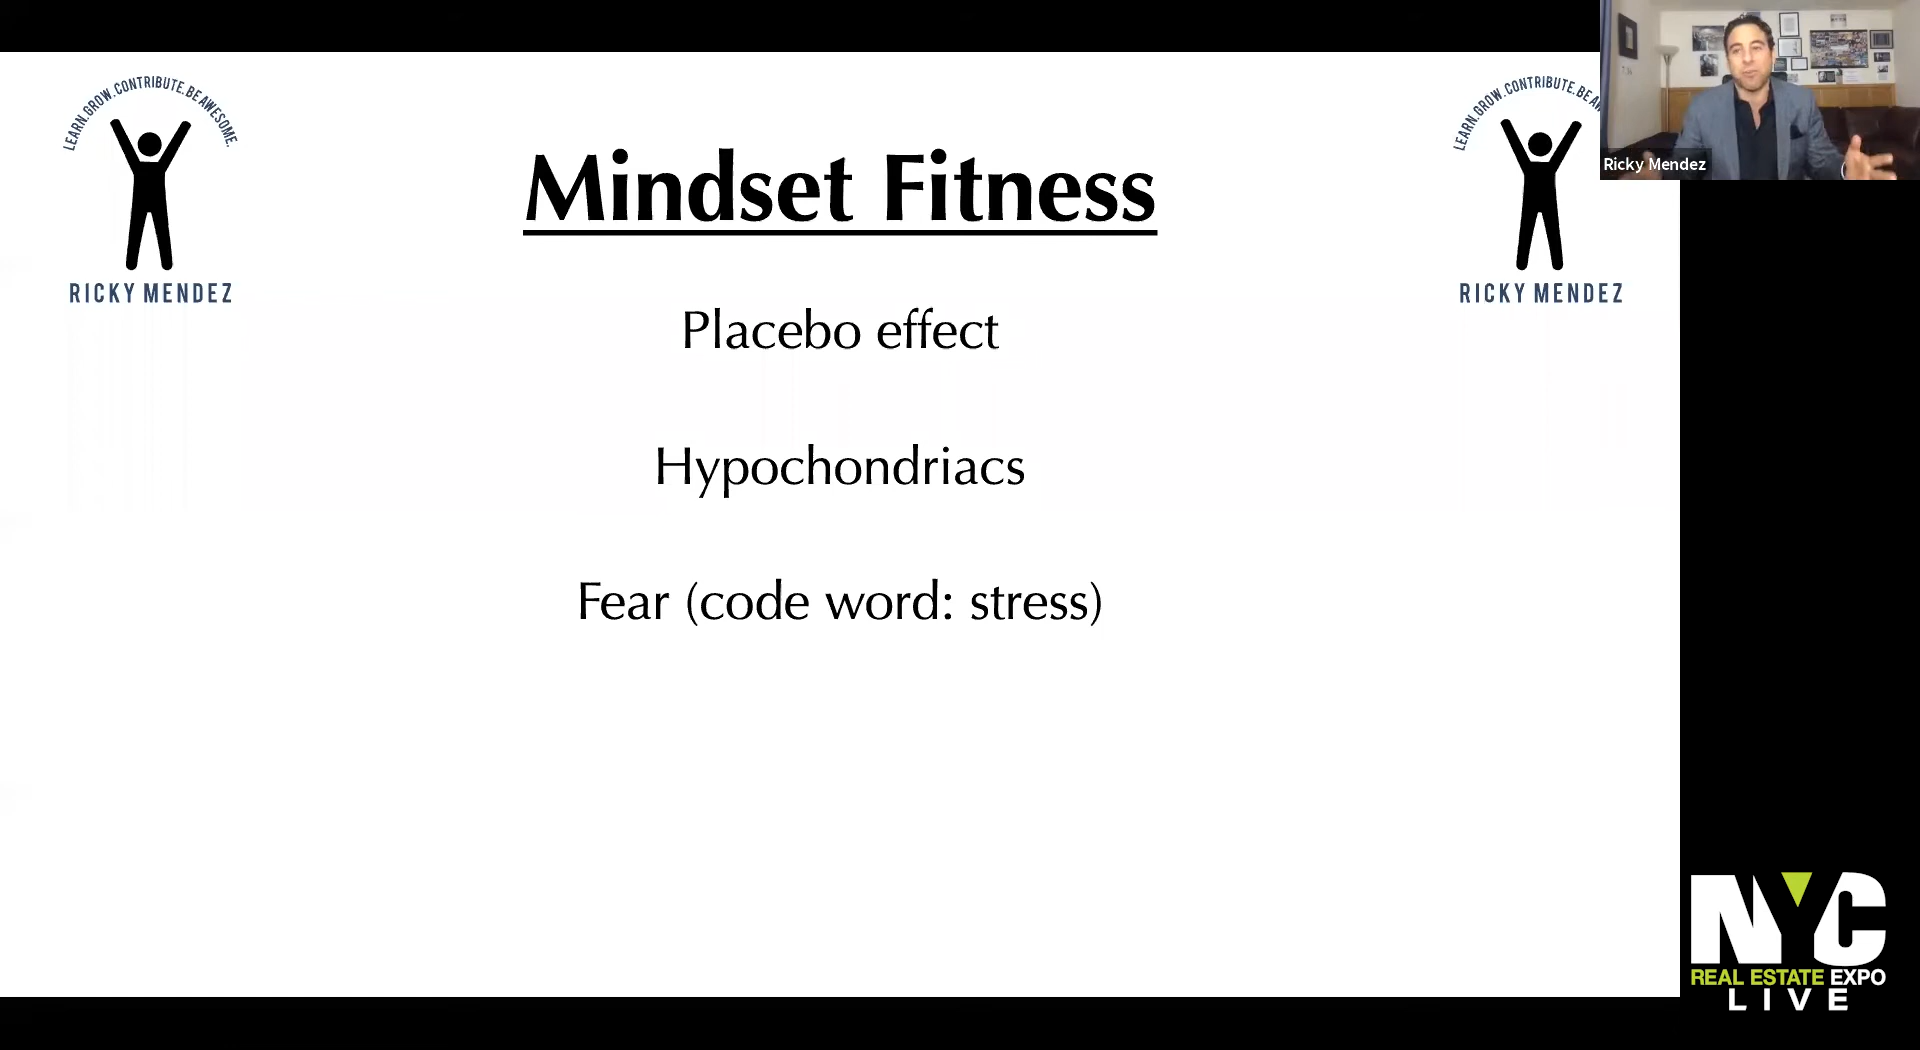 LEARN.GROW.CONTRIBUTE.BE AWESOME.
RICKY MENDEZ
Mindset Fitness
Placebo effect
Hypochondriacs
Fear (code word: stress)
LEARN.GROW.CONTRIBUTE.BE
RICKY MENDEZ
Ricky Mendez
NYC
REAL ESTATE EXPO
LIVE